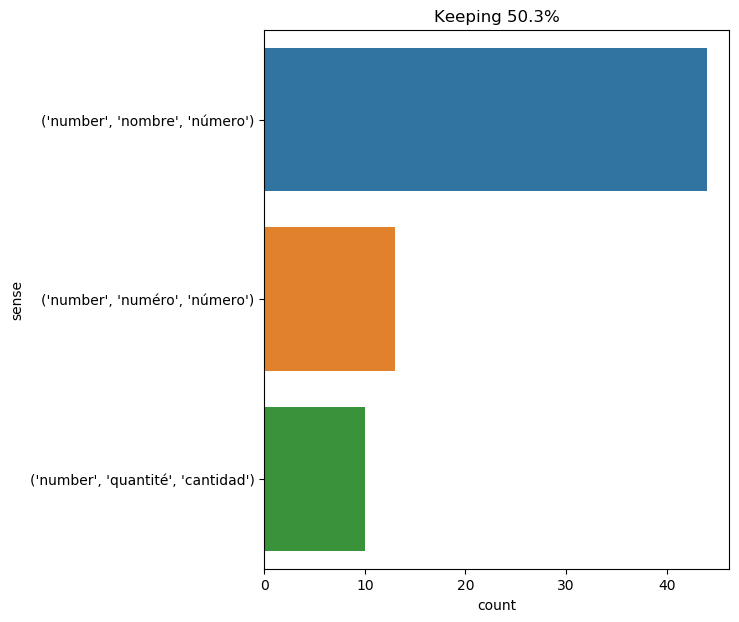 Keeping 50.3%
('number', 'nombre', 'número')
('number', 'numéro', 'número')
('number', 'quantité', 'cantidad')
sense
0 10 20 30 40
count